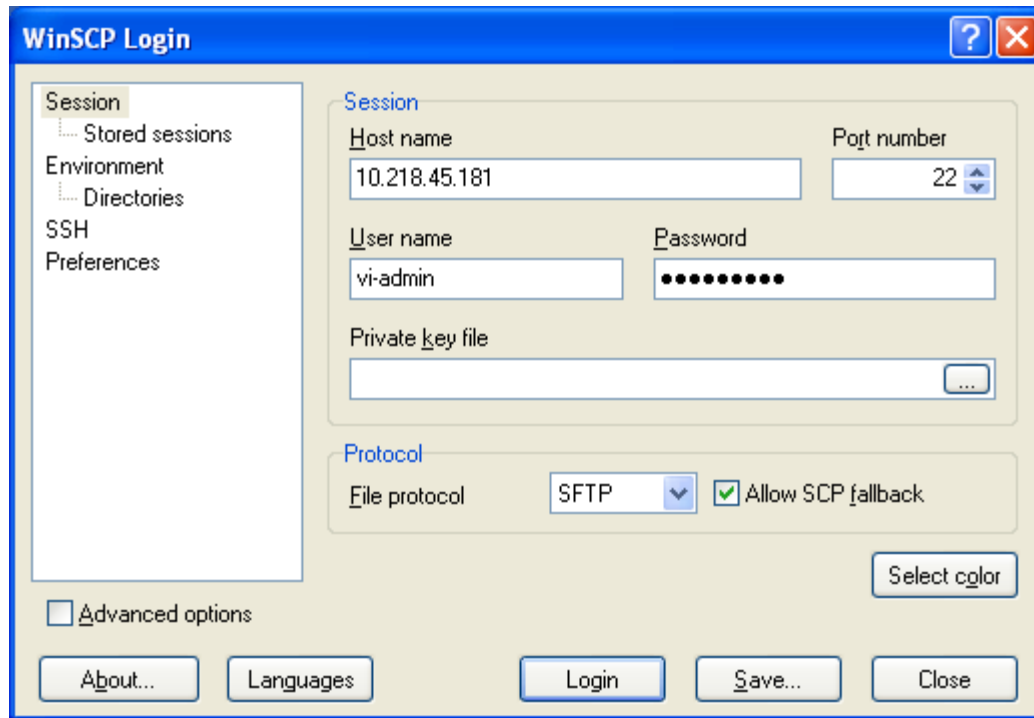 WinSCP Login
Session
Stored sessions
Environment
Directories
SSH
Preferences
Advanced options
Session
Host name
Port number
10.218.45.181
22
User name
Password
vi-admin
●●●●●●●●●
Private key file
...
Protocol
File protocol
SFTP
Allow SCP fallback
Select color
About...
Languages
Login
Save...
Close